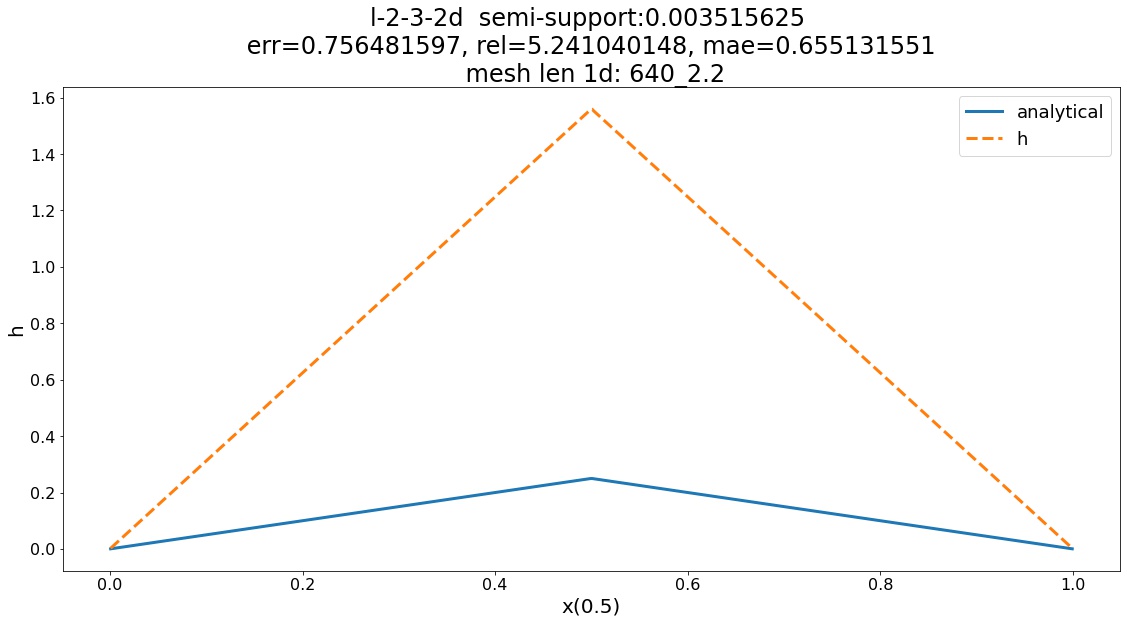 l-2-3-2d  semi-support:0.003515625
err=0.756481597, rel=5.241040148, mae=0.655131551
mesh len 1d: 640_2.2
analytical
h
h
1.6
1.4
1.2
1.0
0.8
0.6
0.4
0.2
0.0
0.0 0.2 0.4 0.6 0.8 1.0
x(0.5)